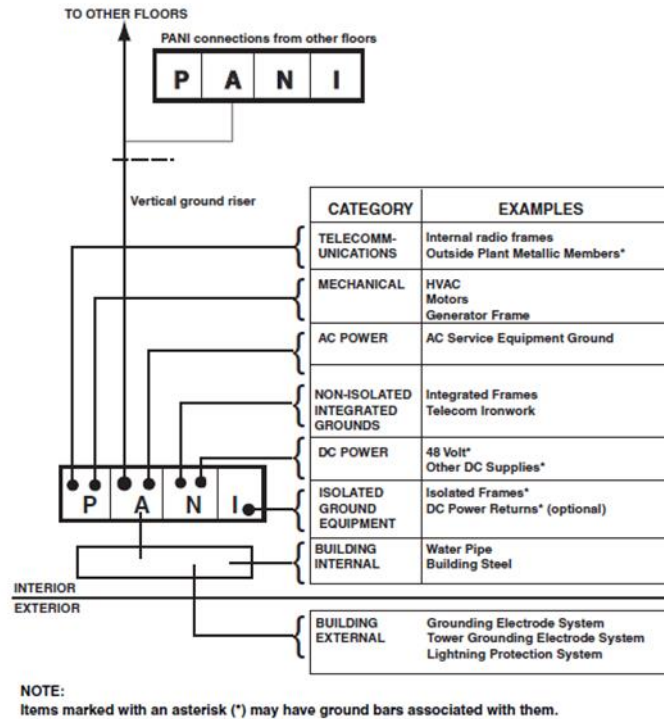 TO OTHER FLOORS
PANI connections from other floors
P A N I
Vertical ground riser
CATEGORY EXAMPLES
TELECOMM-
UNICATIONS
Internal radio frames
Outside Plant Metallic Members*
MECHANICAL
HVAC
Motors
Generator Frame
AC POWER
AC Service Equipment Ground
NON-ISOLATED
INTEGRATED
GROUNDS
Integrated Frames
Telecom Ironwork
DC POWER
48 Volt*
Other DC Supplies*
P A N I
ISOLATED
GROUND
EQUIPMENT
Isolated Frames*
DC Power Returns* (optional)
BUILDING
INTERNAL
Water Pipe
Building Steel
INTERIOR
EXTERIOR
BUILDING
EXTERNAL
Grounding Electrode System
Tower Grounding Electrode System
Lightning Protection System
NOTE:
Items marked with an asterisk (*) may have ground bars associated with them.